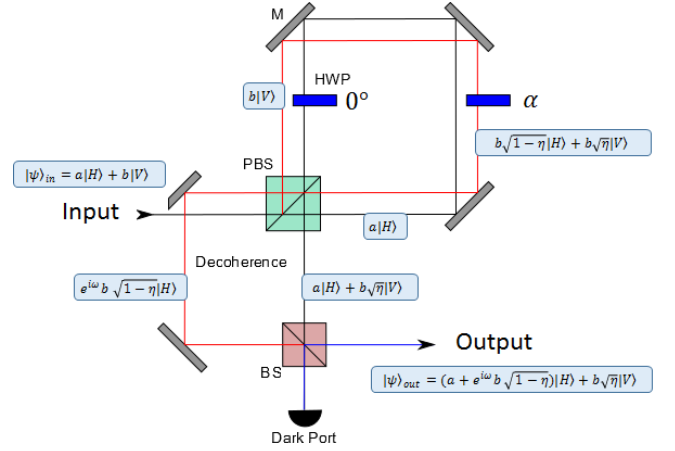 M
HWP
b|V⟩
0°
α
b√1−η|H⟩ + b√η|V⟩
PBS
|ψ⟩in = a|H⟩ + b|V⟩
Input
a|H⟩
Decoherence
e^{iω} b √1−η|H⟩
a|H⟩ + b√η|V⟩
Output
BS
|ψ⟩out = (a + e^{iω} b √1−η)|H⟩ + b√η|V⟩
Dark Port